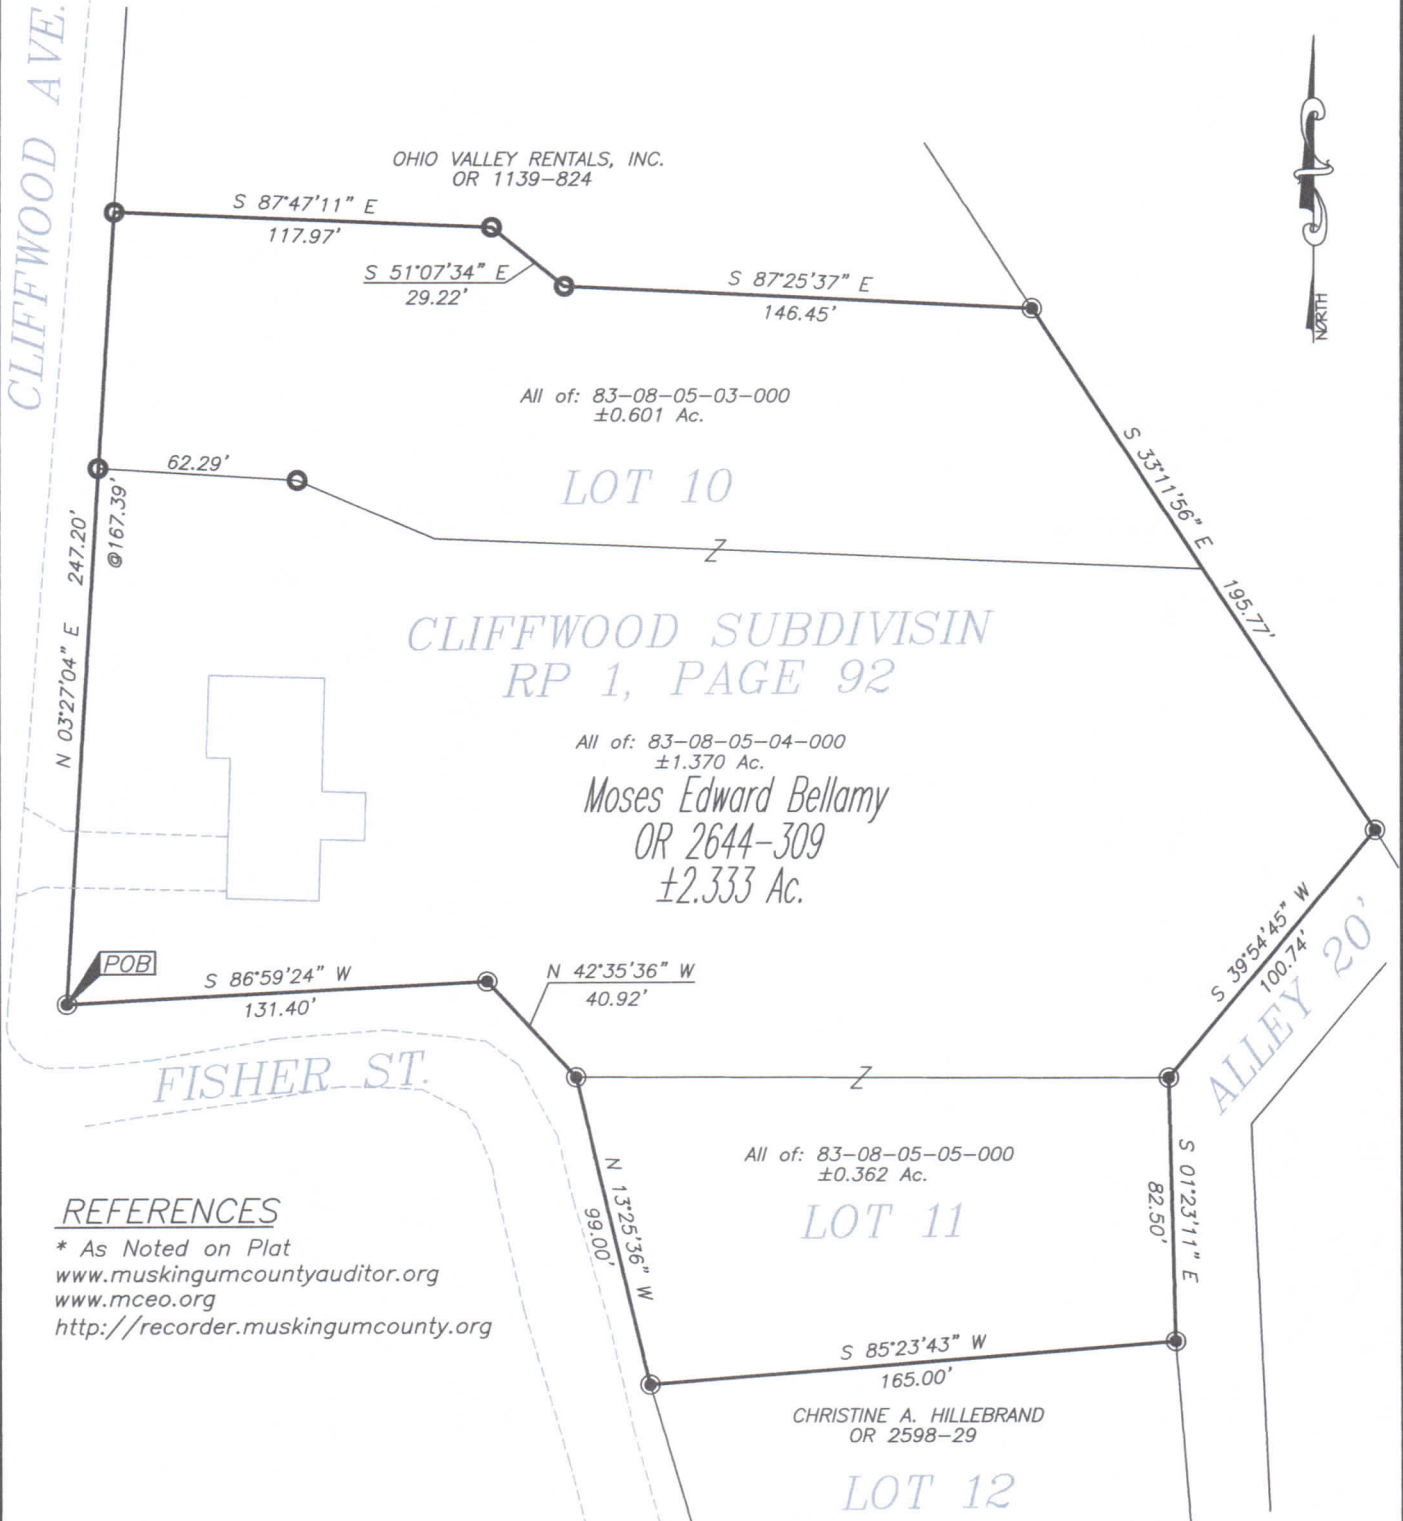 CLIFFWOOD AVE.
OHIO VALLEY RENTALS, INC.
OR 1139-824
S 87°47'11" E
117.97'
S 51°07'34" E
29.22'
S 87°25'37" E
146.45'
NORTH
All of: 83-08-05-03-000
±0.601 Ac.
LOT 10
62.29'
@167.39'
N 03°27'04" E 247.20'
S 33°11'56" E 195.77'
Z
CLIFFWOOD SUBDIVISIN
RP 1, PAGE 92
All of: 83-08-05-04-000
±1.370 Ac.
Moses Edward Bellamy
OR 2644-309
±2.333 Ac.
POB
S 86°59'24" W
131.40'
N 42°35'36" W
40.92'
S 39°54'45" W
100.74'
ALLEY 20'
FISHER ST.
Z
All of: 83-08-05-05-000
±0.362 Ac.
LOT 11
N 13°25'36" W
99.00'
S 01°23'11" E
82.50'
S 85°23'43" W
165.00'
CHRISTINE A. HILLEBRAND
OR 2598-29
LOT 12
REFERENCES
* As Noted on Plat
www.muskingumcountyauditor.org
www.mceo.org
http://recorder.muskingumcounty.org